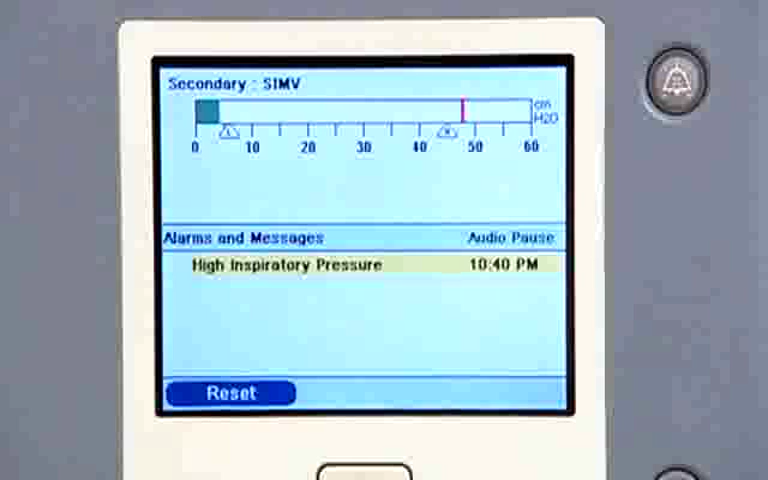 Secondary : SIMV
cm
H2O
L H
0 10 20 30 40 50 60
Alarms and Messages Audio Pause
High Inspiratory Pressure 10:40 PM
Reset